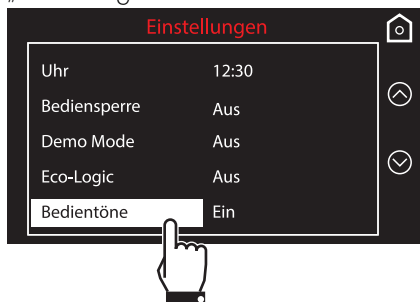 Einstellungen
Uhr 12:30
Bediensperre Aus
Demo Mode Aus
Eco-Logic Aus
Bedientöne Ein